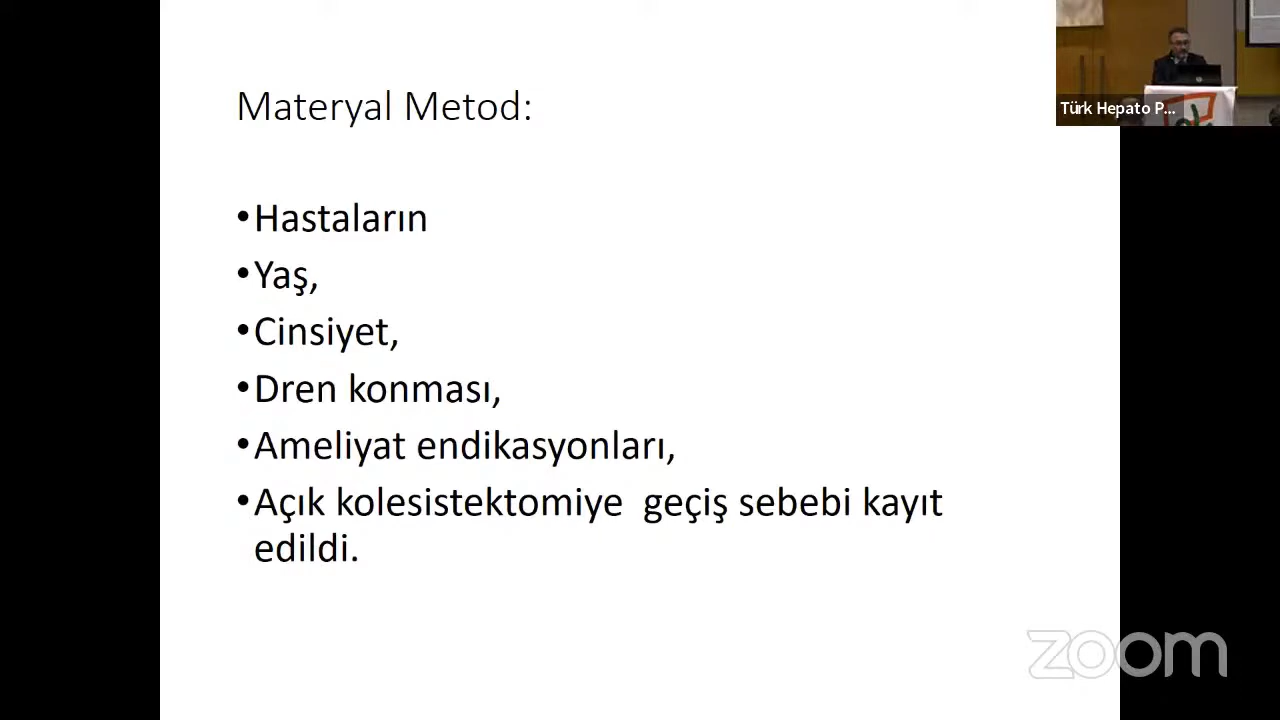 Materyal Metod:
Türk Hepato P...
•Hastaların
•Yaş,
•Cinsiyet,
•Dren konması,
•Ameliyat endikasyonları,
•Açık kolesistektomiye  geçiş sebebi kayıt
edildi.
zoom